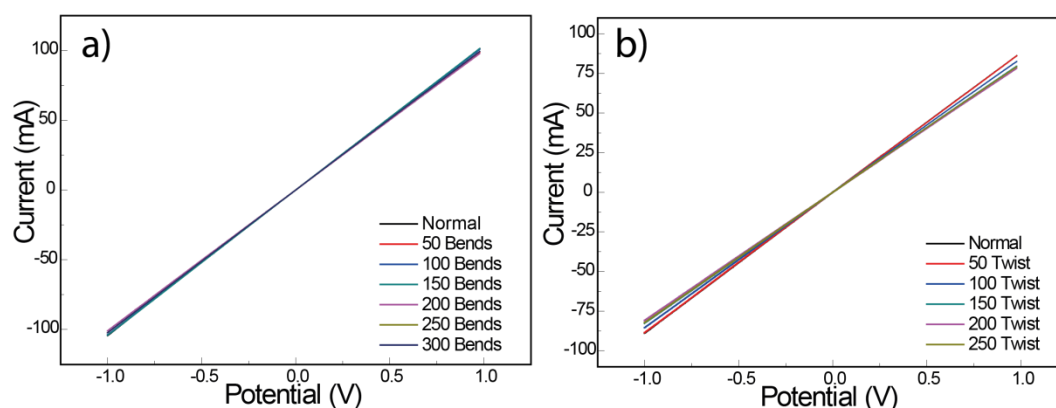 a)
100
50
0
-50
-100
Current (mA)
-1.0 -0.5 0.0 0.5 1.0
Potential (V)
Normal
50 Bends
100 Bends
150 Bends
200 Bends
250 Bends
300 Bends
b)
100
75
50
25
0
-25
-50
-75
-100
Current (mA)
-1.0 -0.5 0.0 0.5 1.0
Potential (V)
Normal
50 Twist
100 Twist
150 Twist
200 Twist
250 Twist